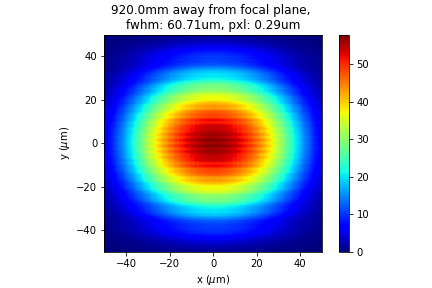 920.0mm away from focal plane,
fwhm: 60.71um, pxl: 0.29um
40
20
0
−20
−40
y (μm)
−40 −20 0 20 40
x (μm)
50
40
30
20
10
0